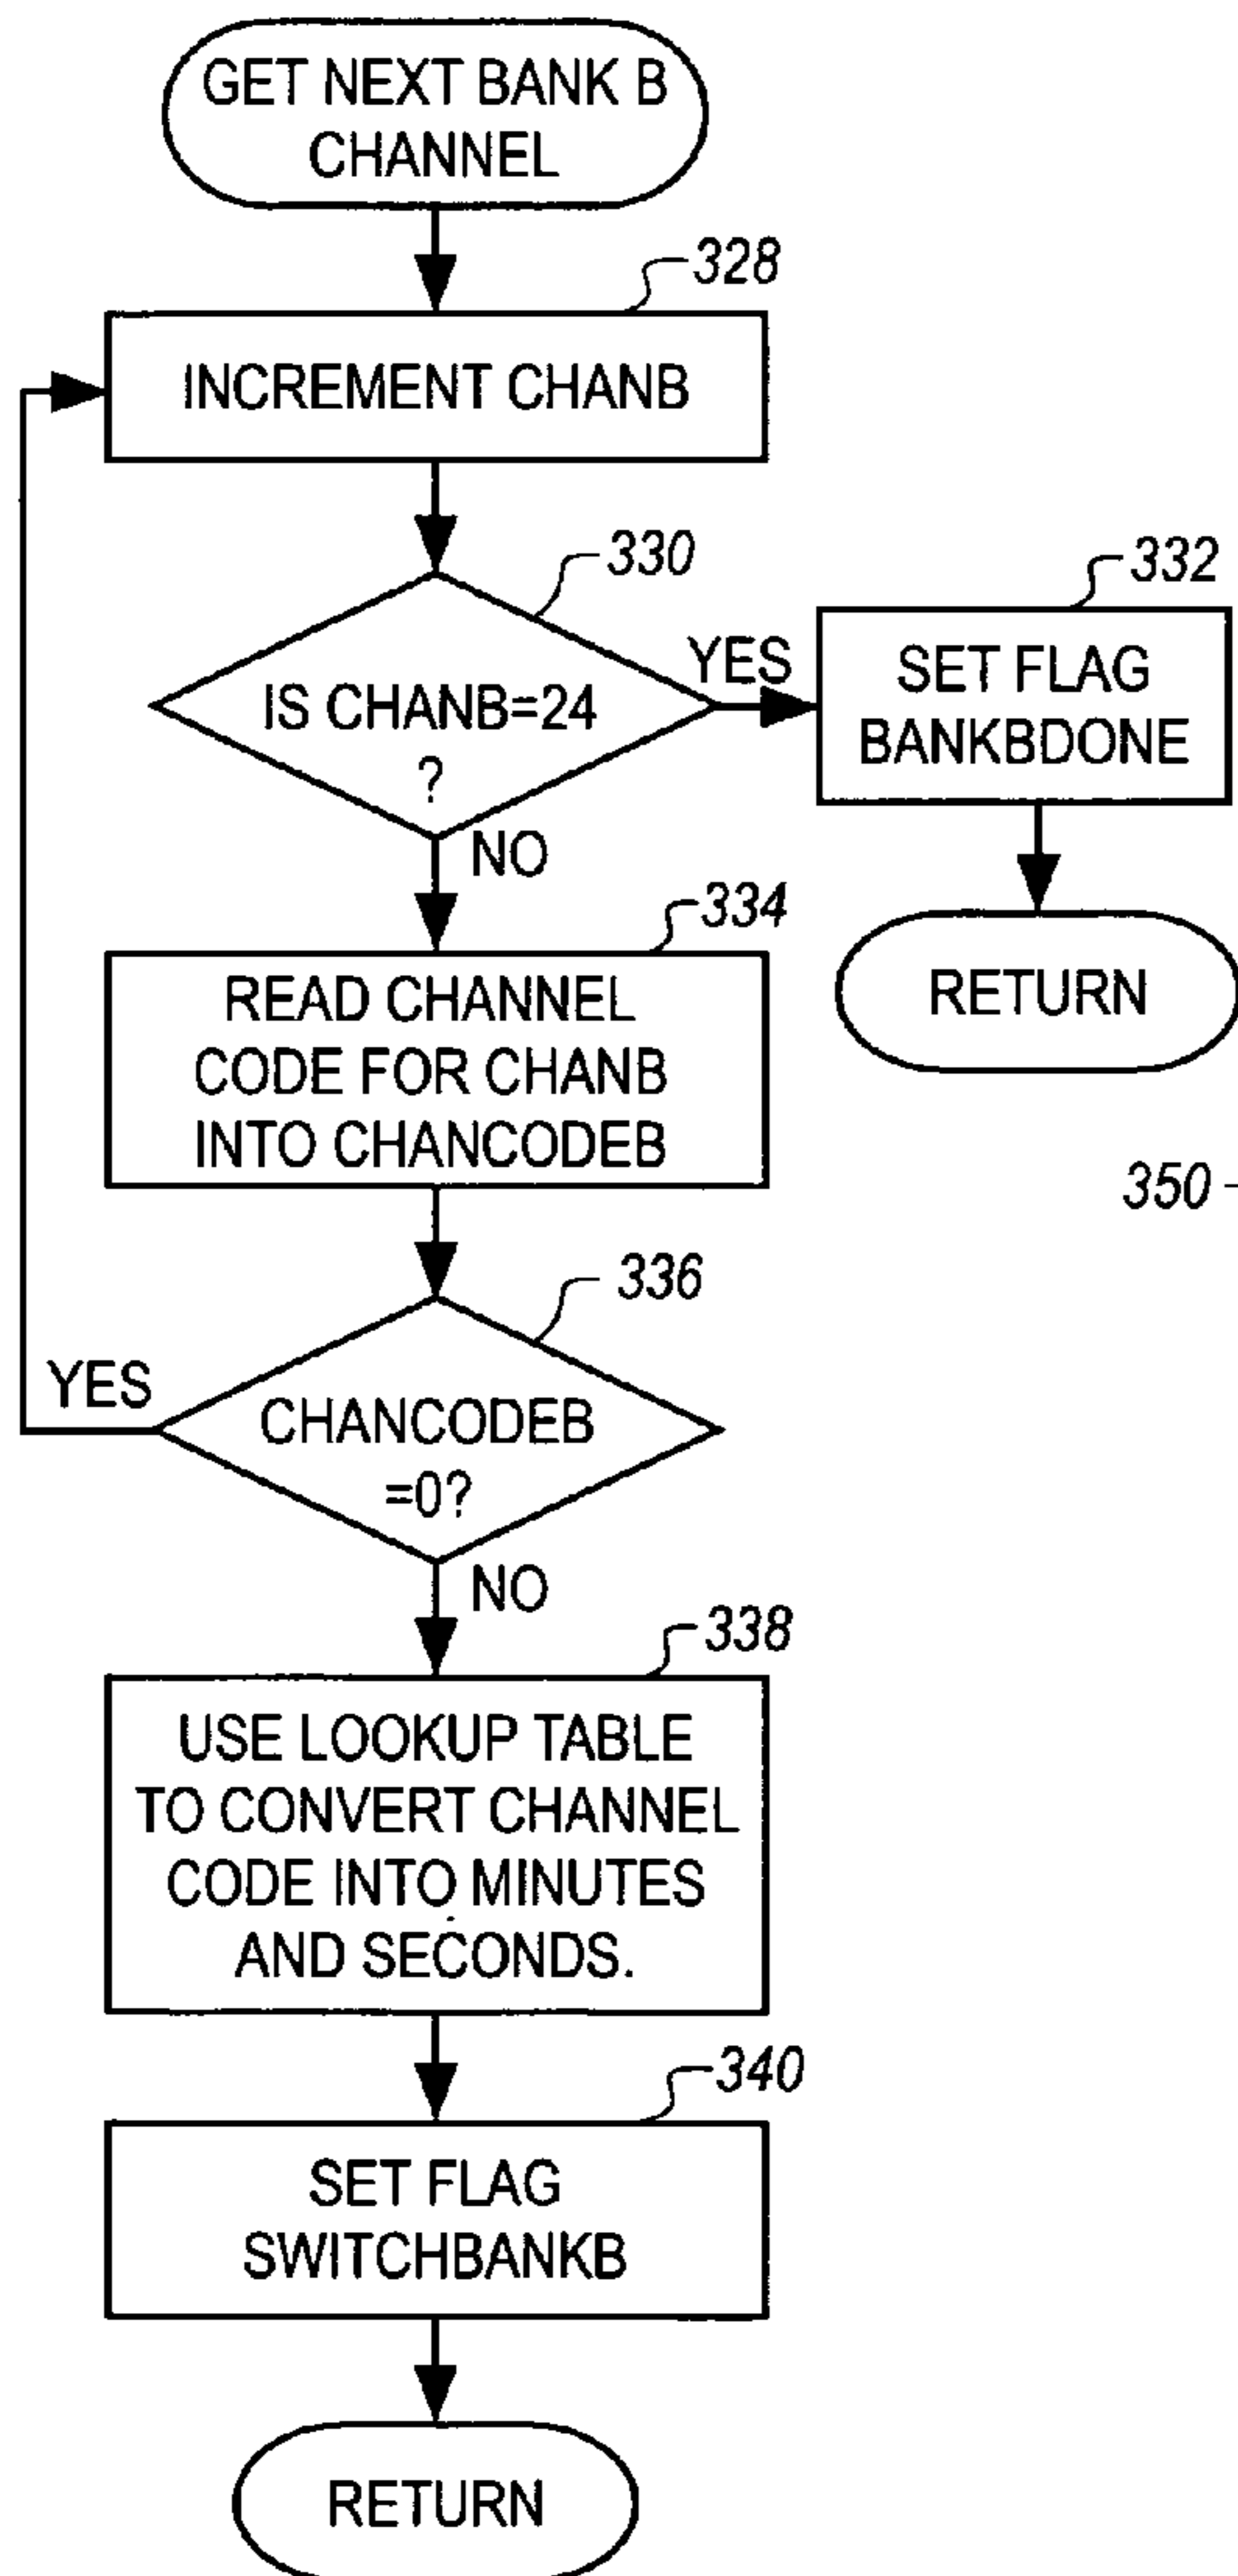 GET NEXT BANK B
CHANNEL
328
INCREMENT CHANB
330
332
IS CHANB=24
?
YES
SET FLAG
BANKBDONE
NO
RETURN
334
READ CHANNEL
CODE FOR CHANB
INTO CHANCODEB
350
336
YES
CHANCODEB
=0?
NO
338
USE LOOKUP TABLE
TO CONVERT CHANNEL
CODE INTO MINUTES
AND SECONDS.
340
SET FLAG
SWITCHBANKB
RETURN